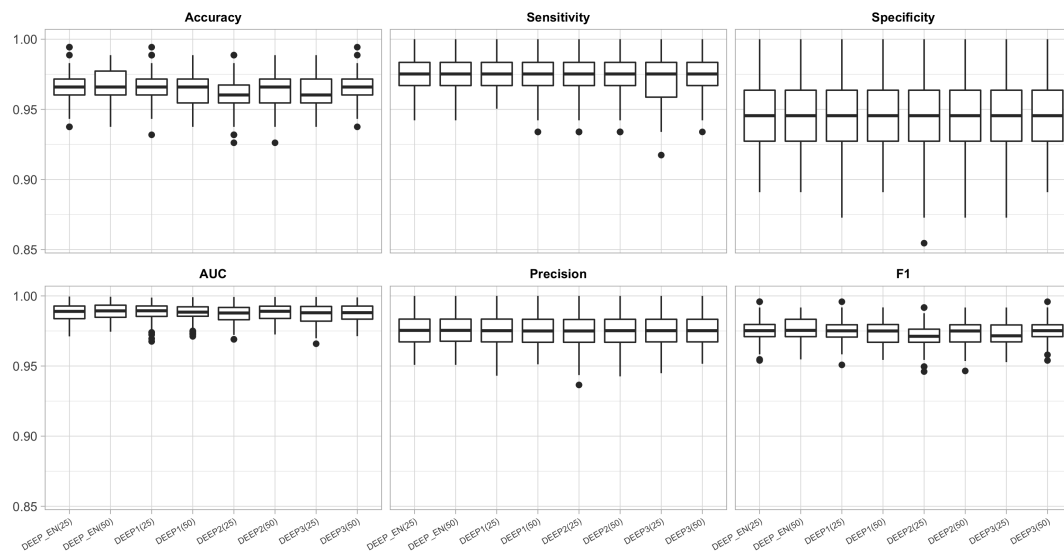 Accuracy
Sensitivity
Specificity
1.00
0.95
0.90
0.85
AUC
Precision
F1
1.00
0.95
0.90
0.85
DEEP_EN(25)
DEEP_EN(50)
DEEP1(25)
DEEP1(50)
DEEP2(25)
DEEP2(50)
DEEP3(25)
DEEP3(50)
DEEP_EN(25)
DEEP_EN(50)
DEEP1(25)
DEEP1(50)
DEEP2(25)
DEEP2(50)
DEEP3(25)
DEEP3(50)
DEEP_EN(25)
DEEP_EN(50)
DEEP1(25)
DEEP1(50)
DEEP2(25)
DEEP2(50)
DEEP3(25)
DEEP3(50)